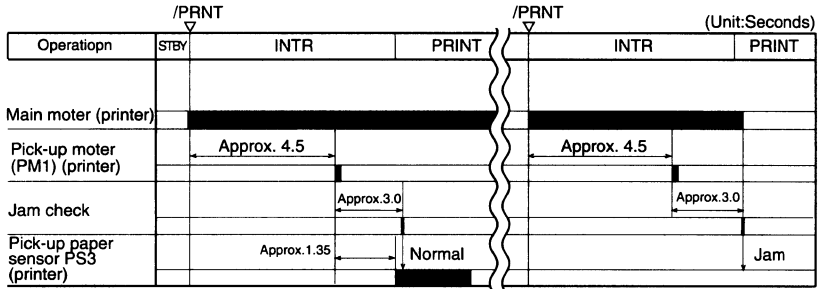 /PRNT
/PRNT
(Unit:Seconds)
Operatiopn STBY INTR PRINT INTR PRINT
Main moter (printer)
Approx. 4.5 Approx. 4.5
Pick-up moter
(PM1) (printer)
Approx.3.0 Approx.3.0
Jam check
Pick-up paper
sensor PS3
(printer)
Approx.1.35 Normal Jam